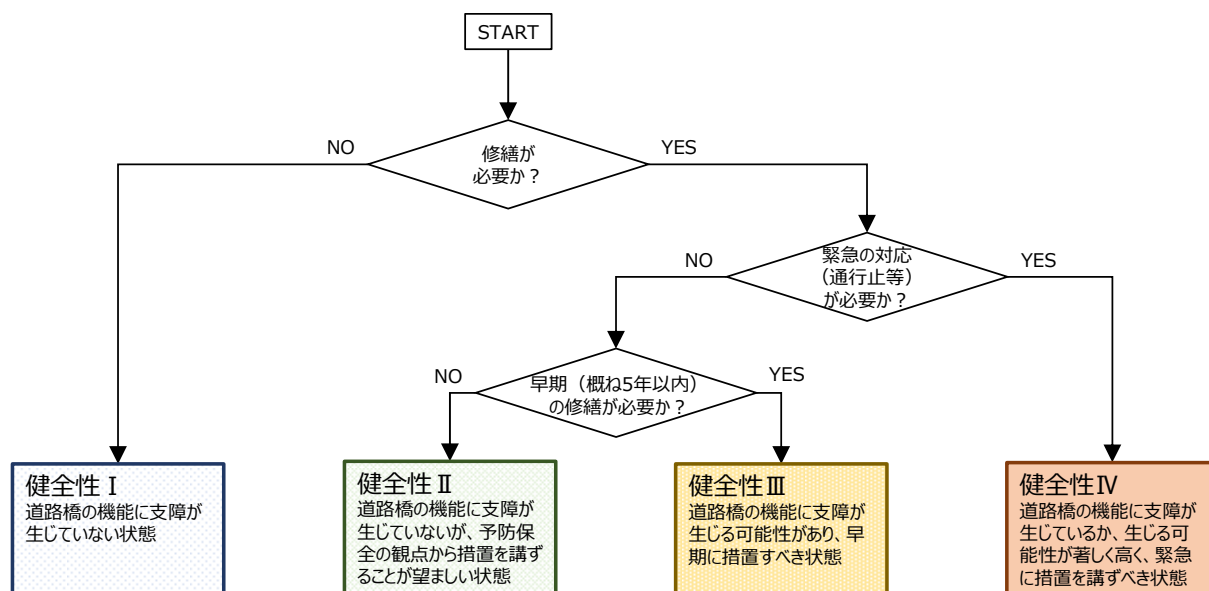 START
NO
修繕が
必要か？
YES
NO
緊急の対応
（通行止等）
が必要か？
YES
NO
早期（概ね5年以内）
の修繕が必要か？
YES
健全性Ⅰ
道路橋の機能に支障が
生じていない状態
健全性Ⅱ
道路橋の機能に支障が
生じていないが、予防保
全の観点から措置を講ず
ることが望ましい状態
健全性Ⅲ
道路橋の機能に支障が
生じる可能性があり、早
期に措置すべき状態
健全性Ⅳ
道路橋の機能に支障が
生じているか、生じる可
能性が著しく高く、緊急
に措置を講ずべき状態